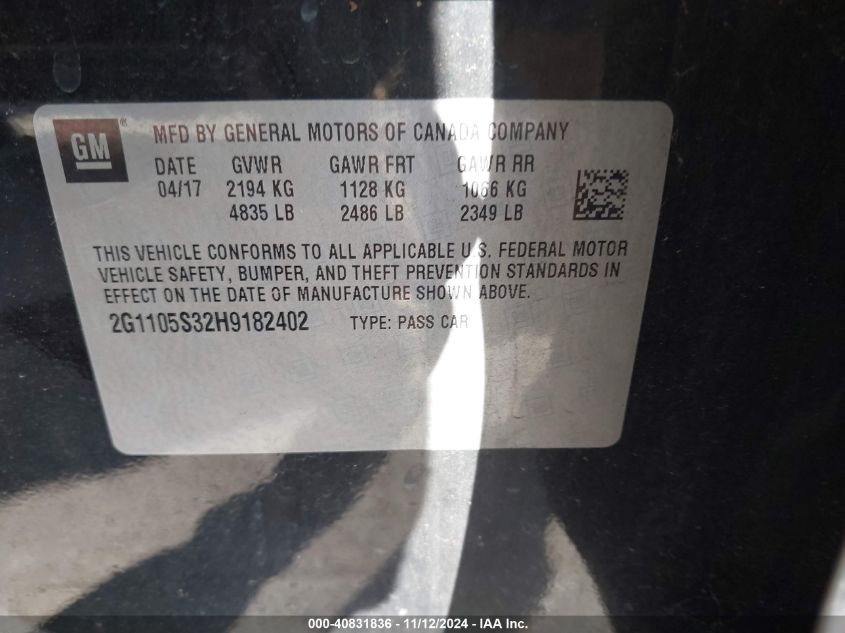 GM ® MFD BY GENERAL MOTORS OF CANADA COMPANY
DATE GVWR GAWR FRT GAWR RR
04/17 2194 KG 1128 KG 1066 KG
4835 LB 2486 LB 2349 LB
THIS VEHICLE CONFORMS TO ALL APPLICABLE U.S. FEDERAL MOTOR
VEHICLE SAFETY, BUMPER, AND THEFT PREVENTION STANDARDS IN
EFFECT ON THE DATE OF MANUFACTURE SHOWN ABOVE.
2G1105S32H9182402 TYPE: PASS CAR
000-40831836 - 11/12/2024 - IAA Inc.